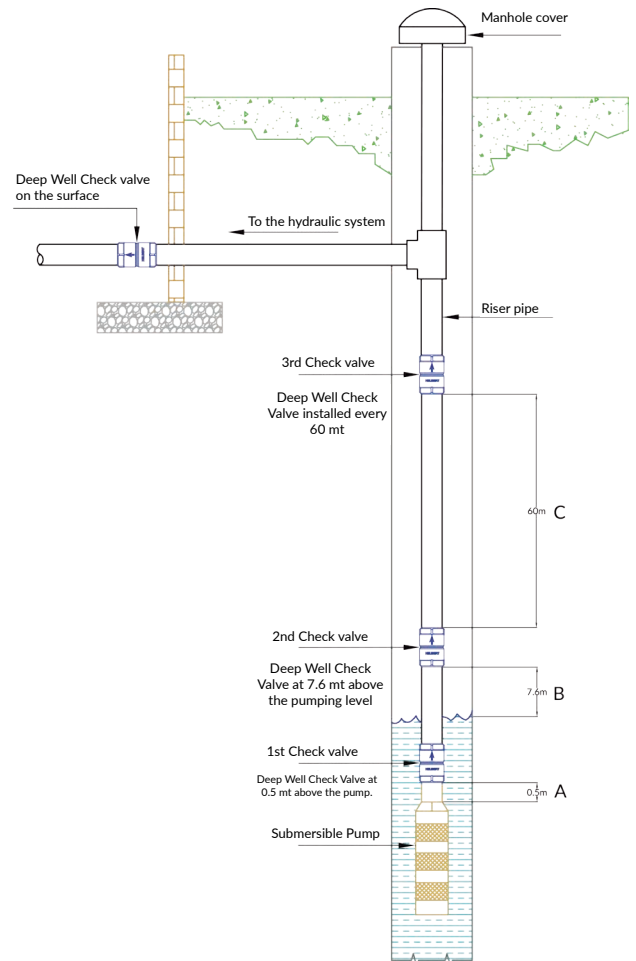 Manhole cover
Deep Well Check valve
on the surface
To the hydraulic system
Riser pipe
3rd Check valve
Deep Well Check
Valve installed every
60 mt
60m
C
2nd Check valve
Deep Well Check
Valve at 7.6 mt above
the pumping level
7.6m
B
1st Check valve
Deep Well Check Valve at
0.5 mt above the pump.
0.5m
A
Submersible Pump